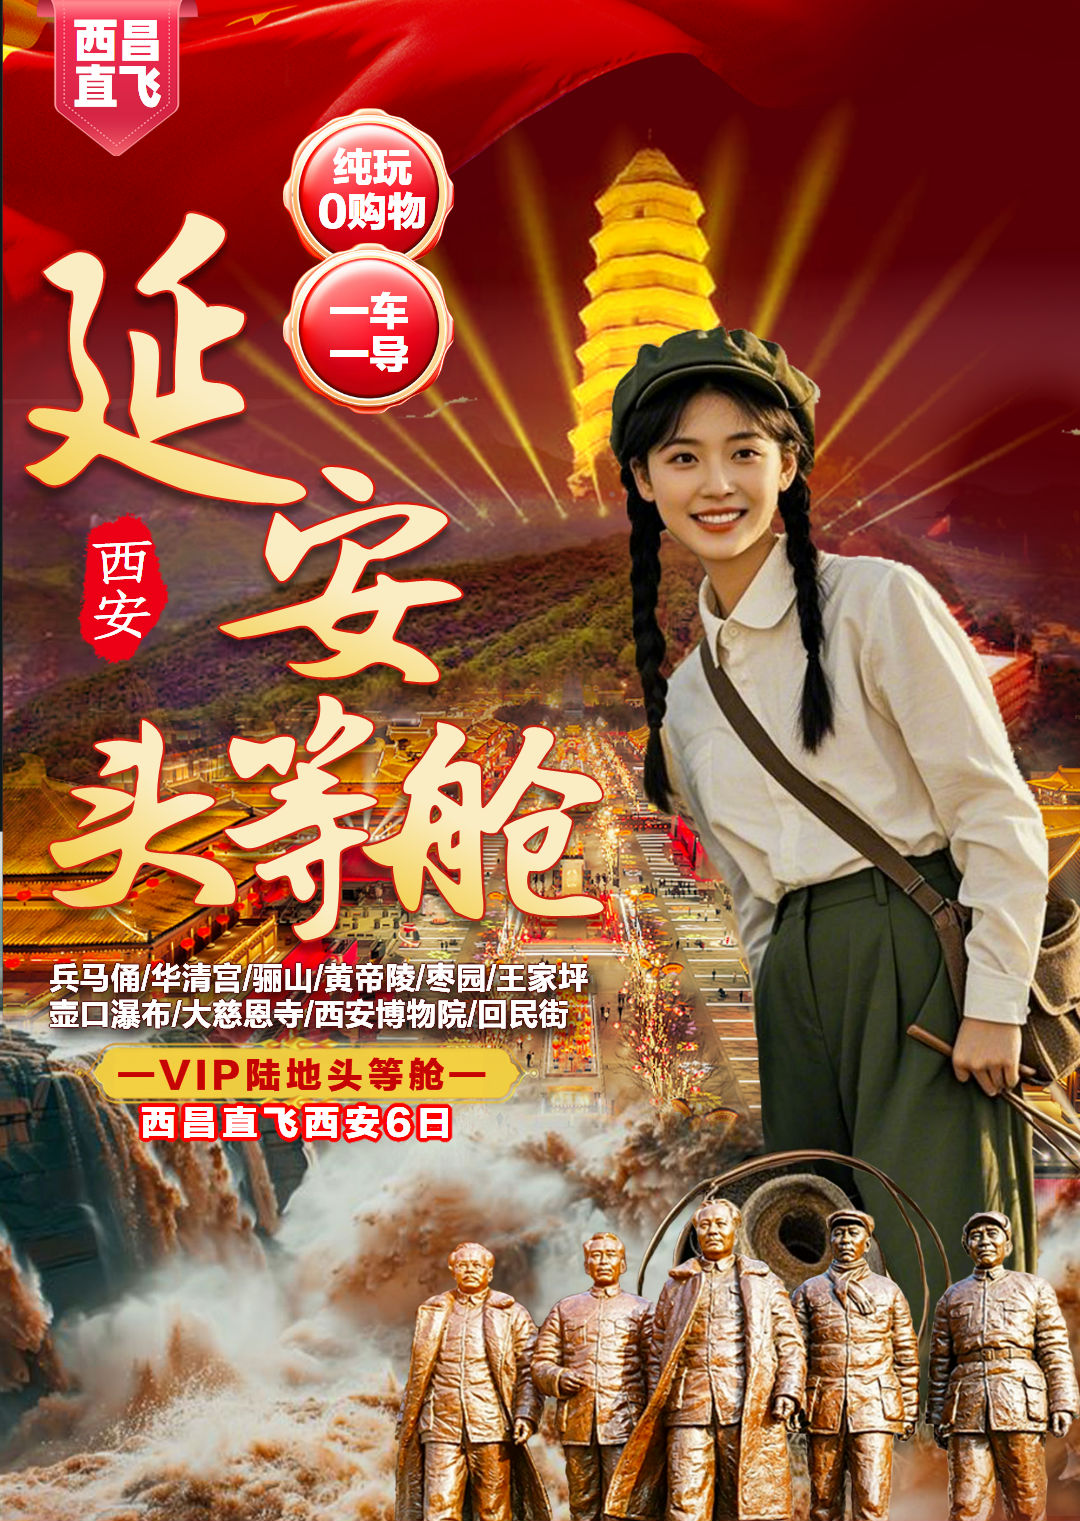 西昌
直飞
纯玩
0购物
一车
一导
延安
西安
头等舱
兵马俑/华清宫/骊山/黄帝陵/枣园/王家坪
壶口瀑布/大慈恩寺/西安博物院/回民街
—VIP陆地头等舱—
西昌直飞西安6日